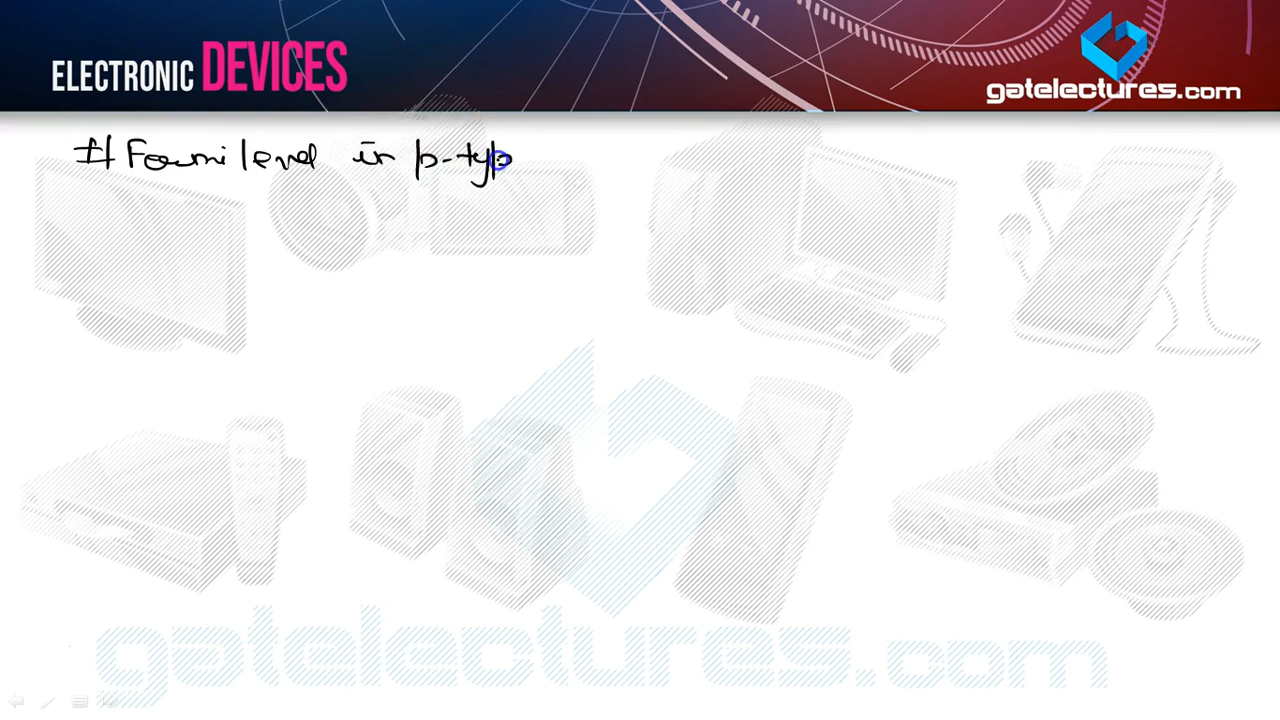 ELECTRONIC DEVICES
gatelectures.com
# Fermi level in p-typ
gatelectures.com